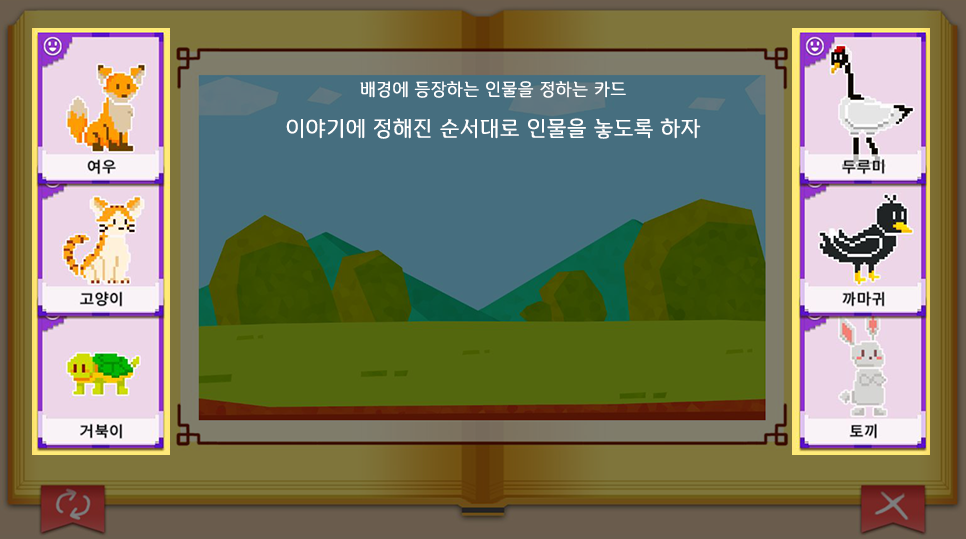 배경에 등장하는 인물을 정하는 카드
이야기에 정해진 순서대로 인물을 놓도록 하자
여우
고양이
거북이
두루미
까마귀
토끼